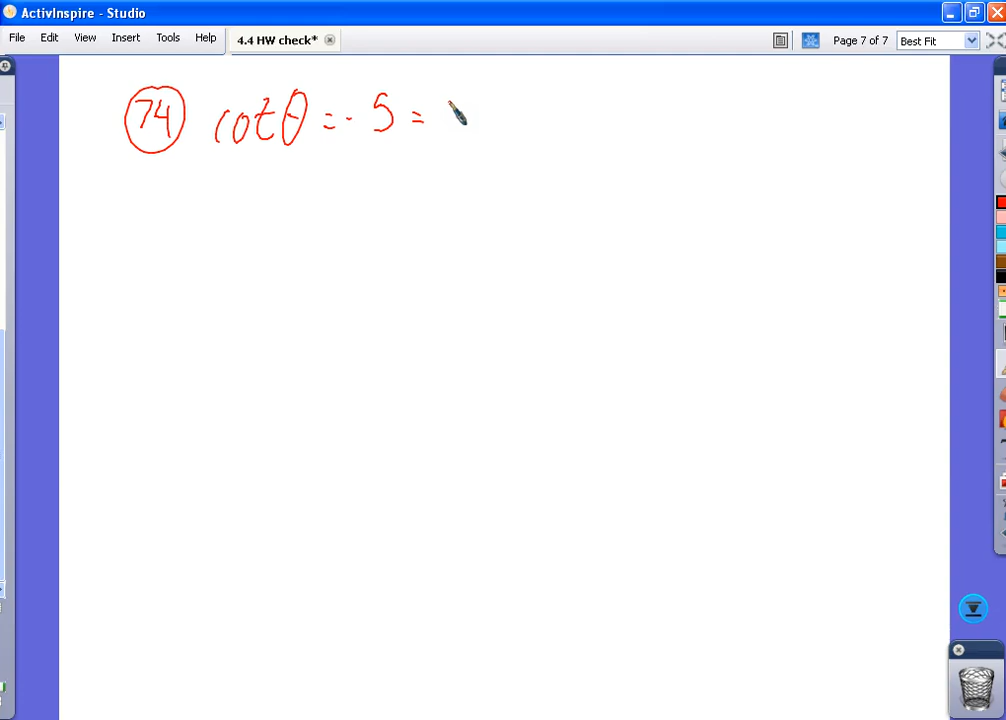 ActivInspire - Studio
File Edit View Insert Tools Help 4.4 HW check* Page 7 of 7 Best Fit
74 cot θ = - 5 =